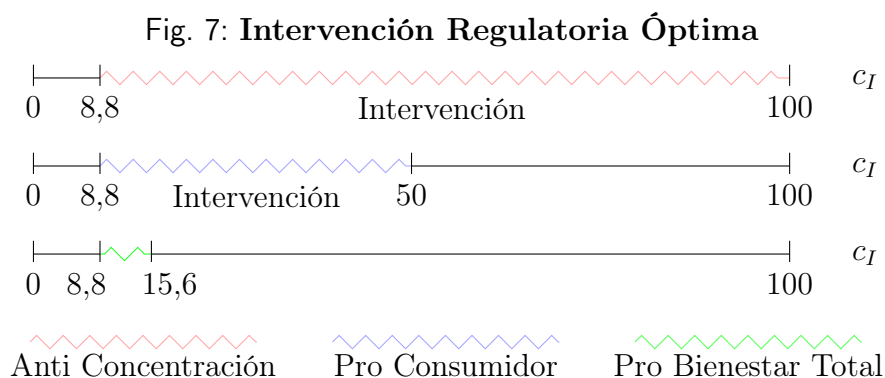 Fig. 7: Intervención Regulatoria Óptima
c_I
0 8,8 Intervención 100
c_I
0 8,8 Intervención 50 100
c_I
0 8,8 15,6 100
Anti Concentración Pro Consumidor Pro Bienestar Total